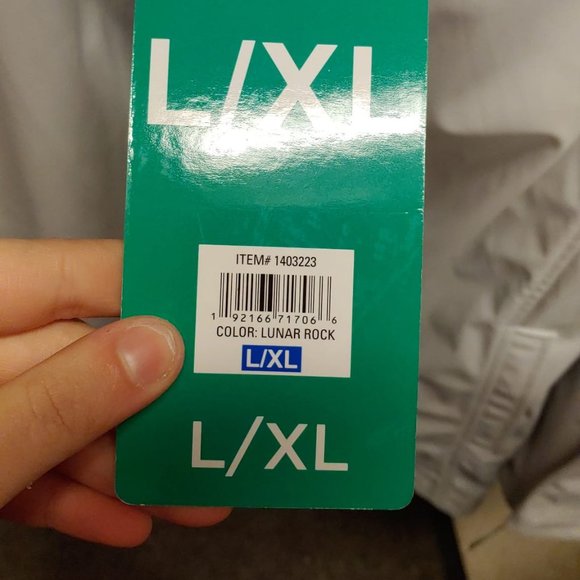 L/XL
ITEM# 1403223
1 92166 71706 6
COLOR: LUNAR ROCK
L/XL
L/XL